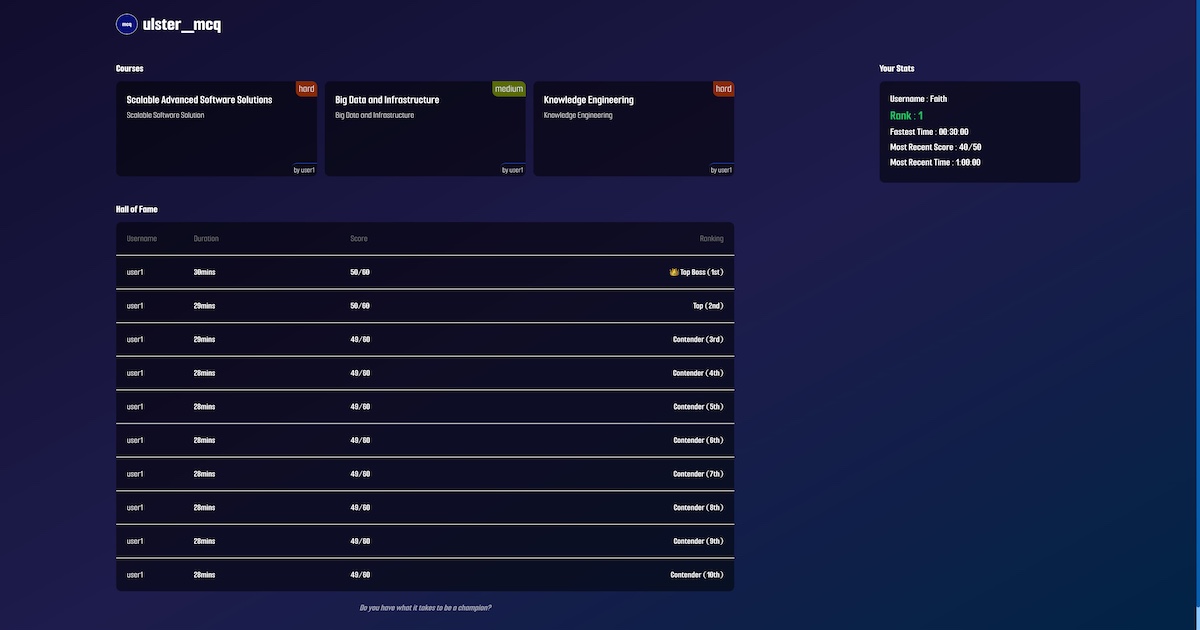 mcq ulster_mcq
Courses
hard
Scalable Advanced Software Solutions
Scalable Software Solution
by user1
medium
Big Data and Infrastructure
Big Data and Infrastructure
by user1
hard
Knowledge Engineering
Knowledge Engineering
by user1
Your Stats
Username : Faith
Rank : 1
Fastest Time : 00:30:00
Most Recent Score : 40/50
Most Recent Time : 1:00:00
Hall of Fame
Username Duration Score Ranking
user1 30mins 50/60 Top Boss (1st)
user1 29mins 50/60 Top (2nd)
user1 29mins 49/60 Contender (3rd)
user1 28mins 49/60 Contender (4th)
user1 28mins 49/60 Contender (5th)
user1 28mins 49/60 Contender (6th)
user1 28mins 49/60 Contender (7th)
user1 28mins 49/60 Contender (8th)
user1 28mins 49/60 Contender (9th)
user1 28mins 49/60 Contender (10th)
Do you have what it takes to be a champion?